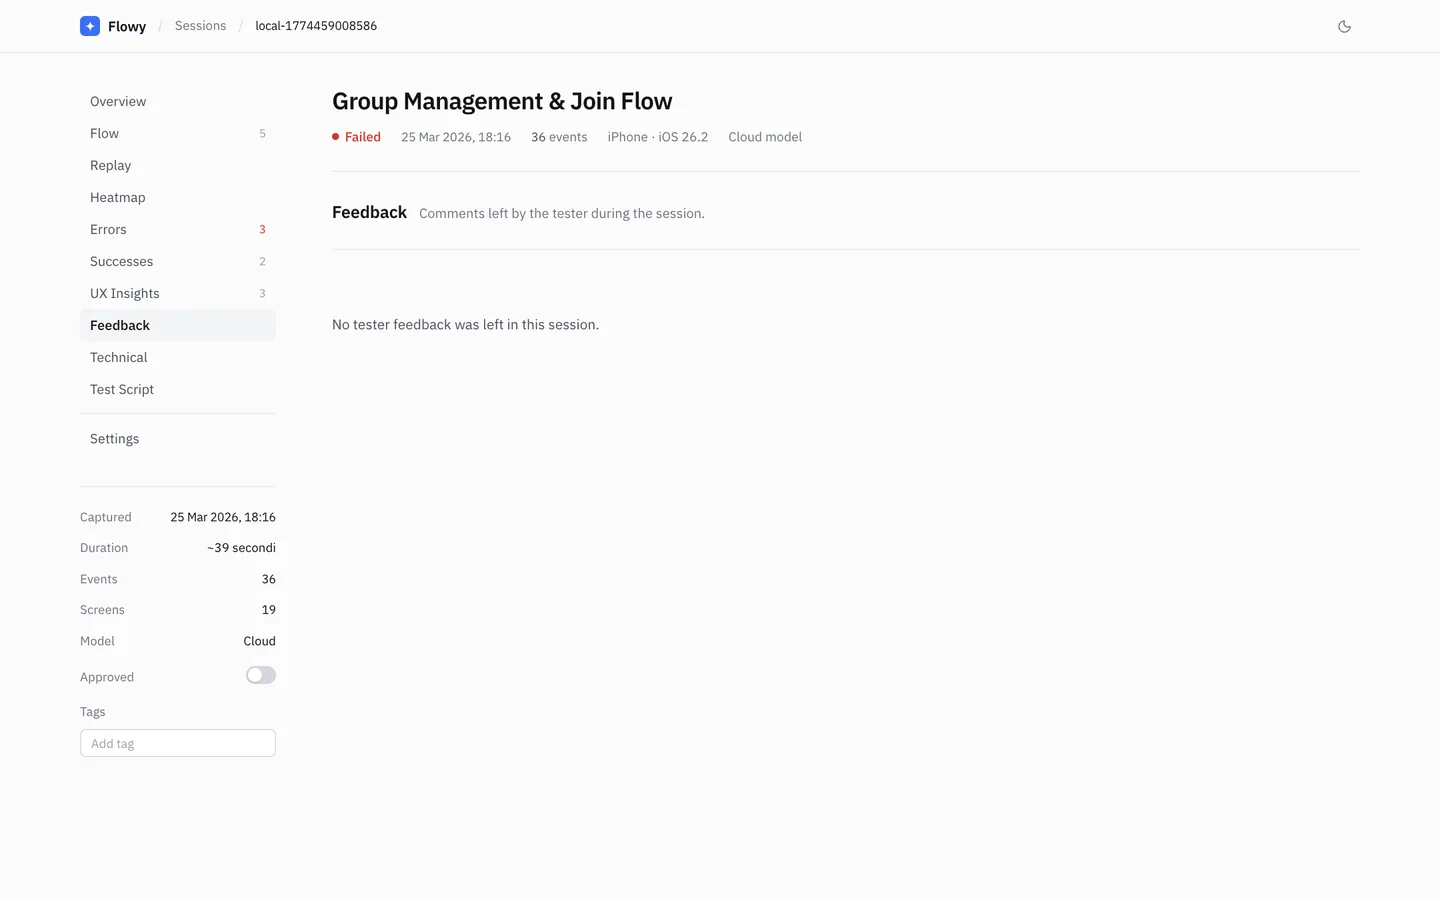 Flowy / Sessions / local-1774459008586
Overview
Flow 5
Replay
Heatmap
Errors 3
Successes 2
UX Insights 3
Feedback
Technical
Test Script
Settings
Captured 25 Mar 2026, 18:16
Duration ~39 secondi
Events 36
Screens 19
Model Cloud
Approved
Tags
Add tag
Group Management & Join Flow
Failed 25 Mar 2026, 18:16 36 events iPhone · iOS 26.2 Cloud model
Feedback Comments left by the tester during the session.
No tester feedback was left in this session.